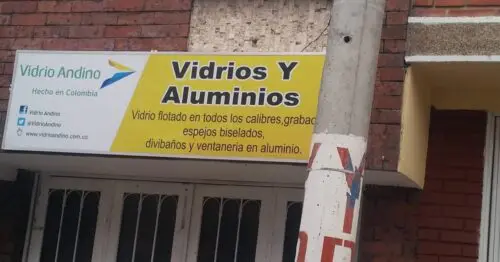 Vidrio Andino
Hecho en Colombia
Vidrio Andino
@VidrioAndino
www.vidrioandino.com.co
Vidrios Y
Aluminios
Vidrio flotado en todos los calibres,grabac
espejos biselados,
divibaños y ventaneria en aluminio.